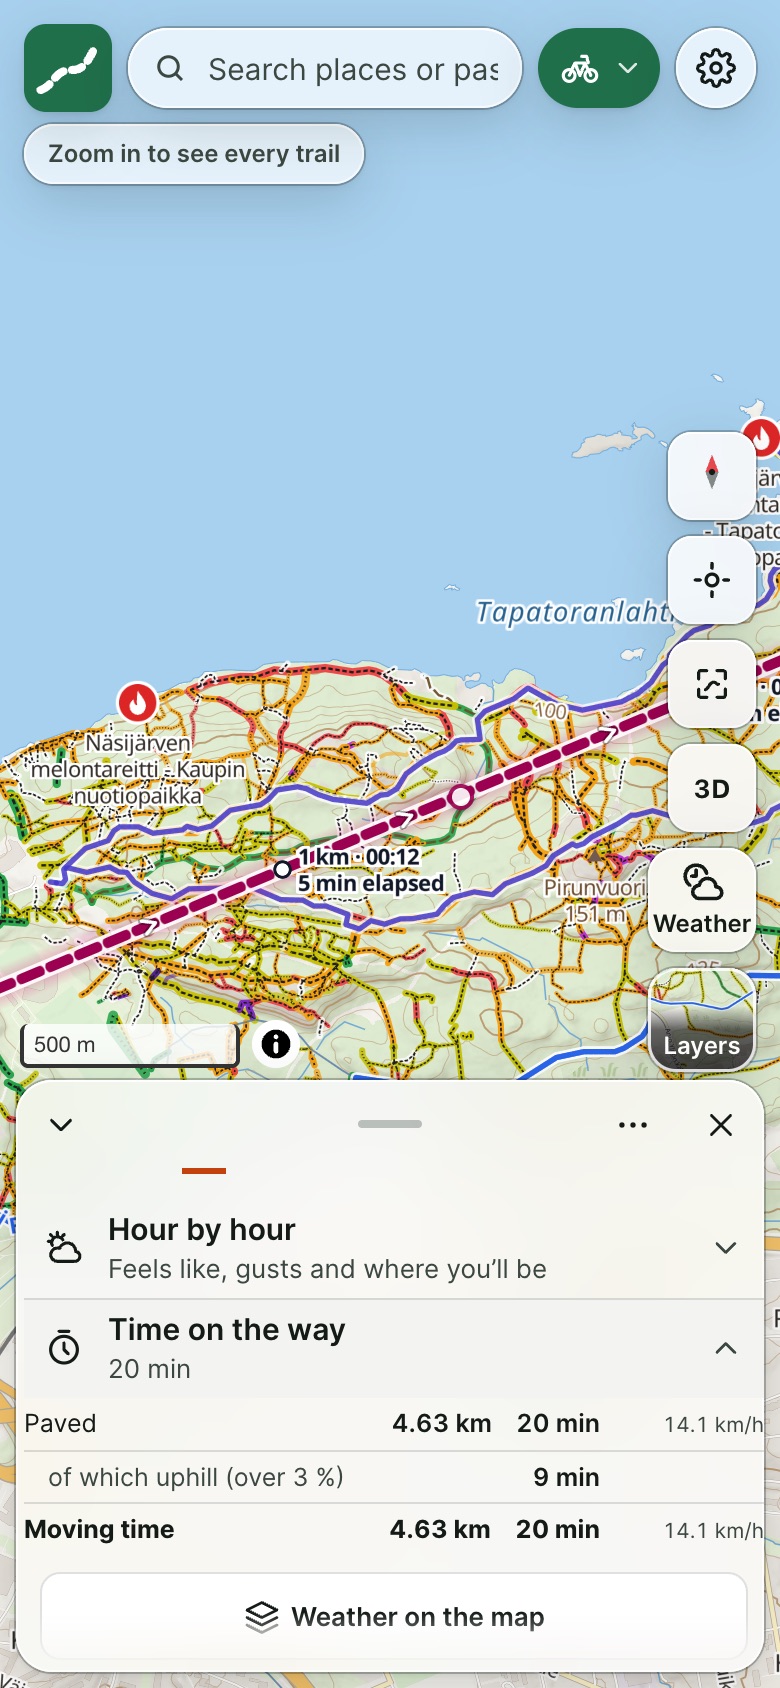 Search places or pas
Zoom in to see every trail
Tapatoranlaht
- Tapato
Näsijärven
melontareitti - Kaupin
nuotiopaikka
100
1 km · 00:12
5 min elapsed
Pirunvuori
151 m
3D
Weather
Layers
500 m
Hour by hour
Feels like, gusts and where you’ll be
Time on the way
20 min
Paved 4.63 km 20 min 14.1 km/h
of which uphill (over 3 %) 9 min
Moving time 4.63 km 20 min 14.1 km/h
Weather on the map